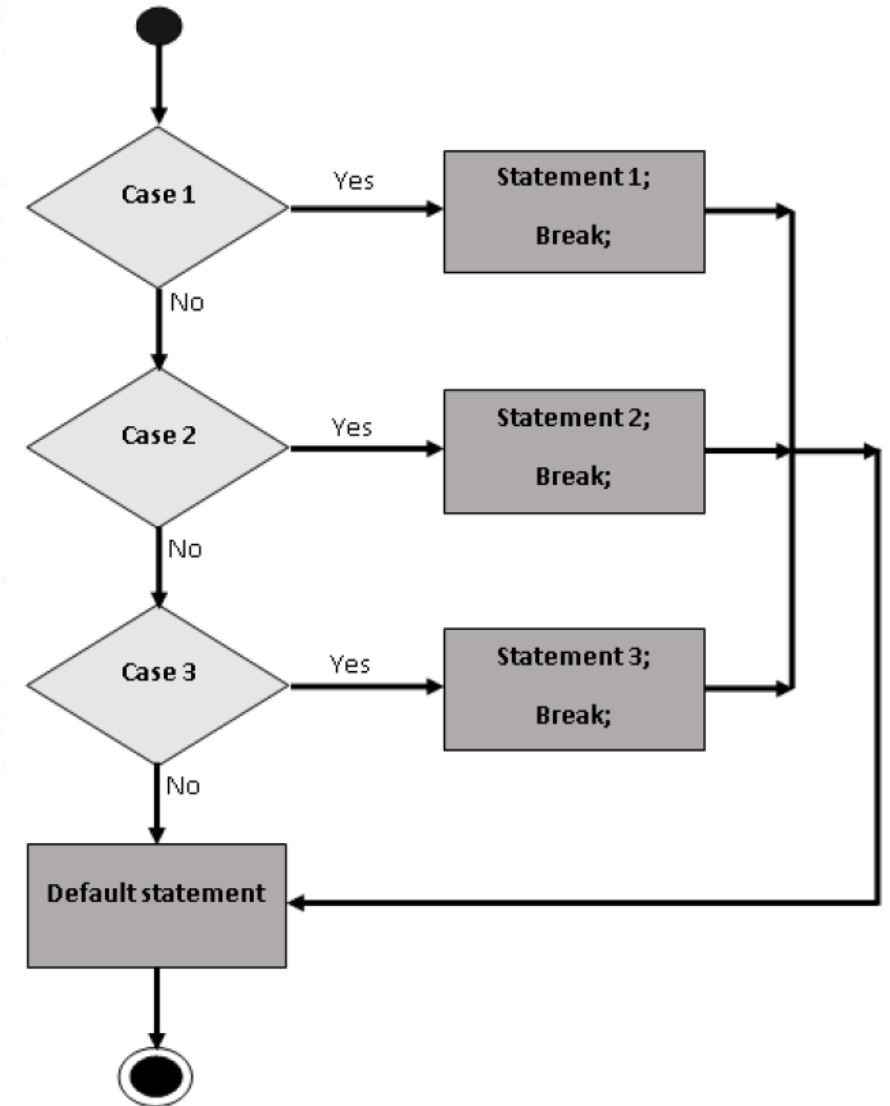 Case 1
Yes
Statement 1;
Break;
No
Case 2
Yes
Statement 2;
Break;
No
Case 3
Yes
Statement 3;
Break;
No
Default statement